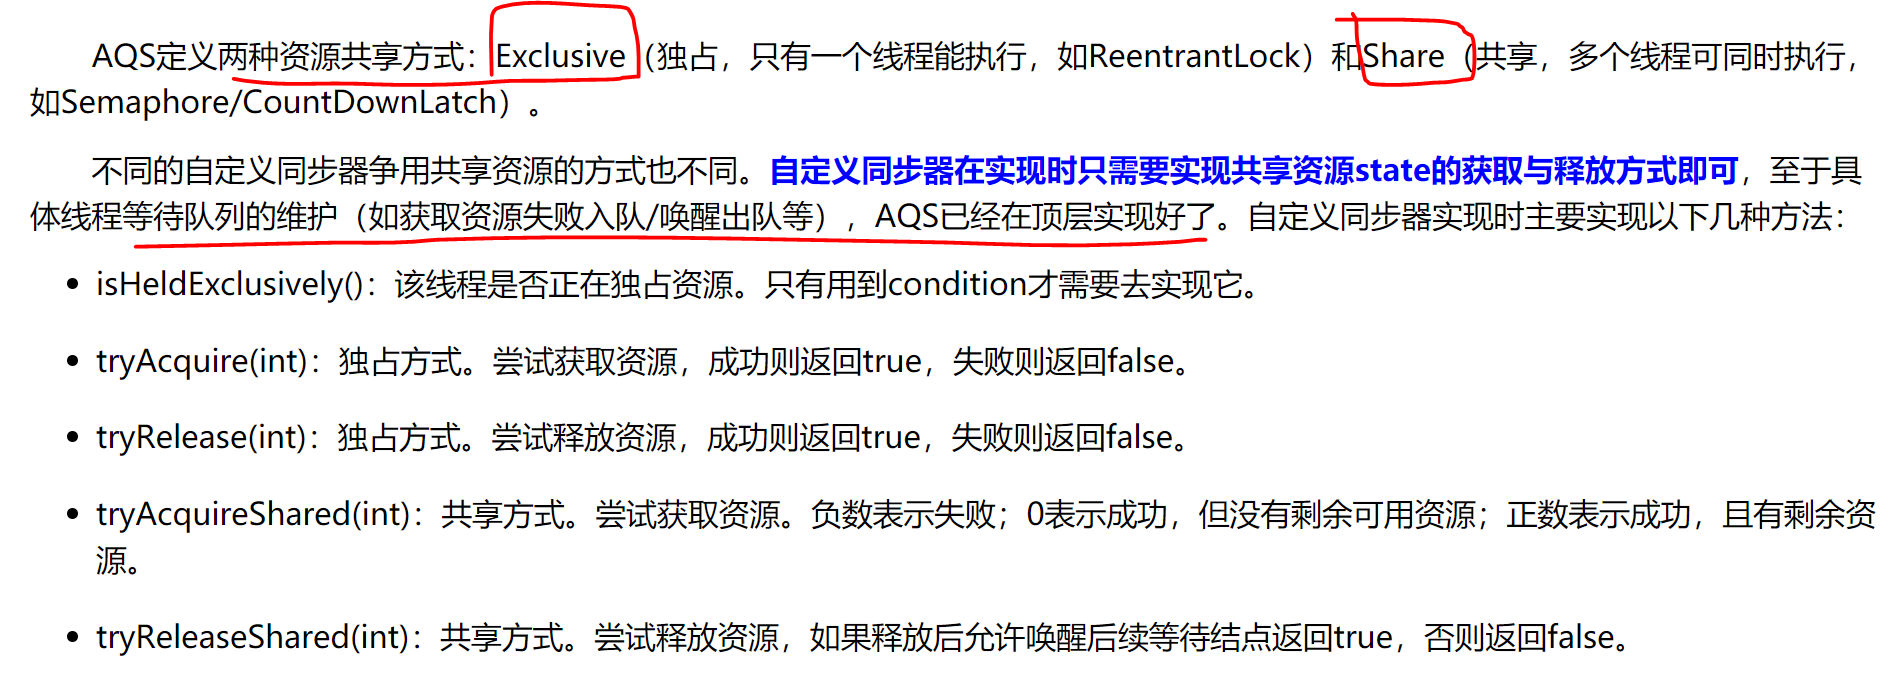 AQS定义两种资源共享方式：Exclusive（独占，只有一个线程能执行，如ReentrantLock）和Share（共享，多个线程可同时执行，
如Semaphore/CountDownLatch）。
不同的自定义同步器争用共享资源的方式也不同。自定义同步器在实现时只需要实现共享资源state的获取与释放方式即可，至于具
体线程等待队列的维护（如获取资源失败入队/唤醒出队等），AQS已经在顶层实现好了。自定义同步器实现时主要实现以下几种方法：
• isHeldExclusively()：该线程是否正在独占资源。只有用到condition才需要去实现它。
• tryAcquire(int)：独占方式。尝试获取资源，成功则返回true，失败则返回false。
• tryRelease(int)：独占方式。尝试释放资源，成功则返回true，失败则返回false。
• tryAcquireShared(int)：共享方式。尝试获取资源。负数表示失败；0表示成功，但没有剩余可用资源；正数表示成功，且有剩余资
源。
• tryReleaseShared(int)：共享方式。尝试释放资源，如果释放后允许唤醒后续等待结点返回true，否则返回false。